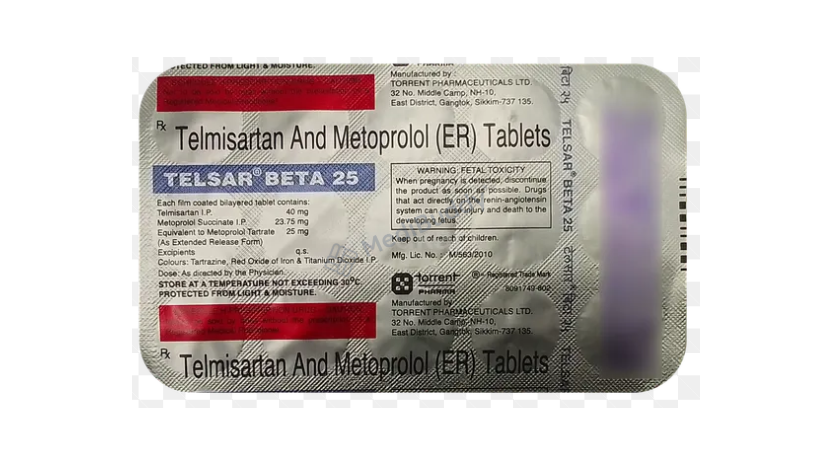 PROTECTED FROM LIGHT & MOISTURE.
PHARMA
Manufactured by :
TORRENT PHARMACEUTICALS LTD.
32 No. Middle Camp, NH-10,
East District, Gangtok, Sikkim-737 135.
Rx
Telmisartan And Metoprolol (ER) Tablets
TELSAR® BETA 25
Each film coated bilayered tablet contains:
Telmisartan I.P. 40 mg
Metoprolol Succinate I.P. 23.75 mg
Equivalent to Metoprolol Tartrate 25 mg
(As Extended Release Form)
Excipients q.s.
Colours: Tartrazine, Red Oxide of Iron & Titanium Dioxide I.P.
Dose: As directed by the Physician.
STORE AT A TEMPERATURE NOT EXCEEDING 30°C.
PROTECTED FROM LIGHT & MOISTURE.
WARNING: FETAL TOXICITY
When pregnancy is detected, discontinue
the product as soon as possible. Drugs
that act directly on the renin-angiotensin
system can cause injury and death to the
developing fetus.
Keep out of reach of children.
Mfg. Lic. No.: M/563/2010
torrent
PHARMA
® - Registered Trade Mark
Manufactured by :
TORRENT PHARMACEUTICALS LTD.
32 No. Middle Camp, NH-10,
East District, Gangtok, Sikkim-737 135.
Rx
Telmisartan And Metoprolol (ER) Tablets
TELSAR® BETA 25
TELSAR